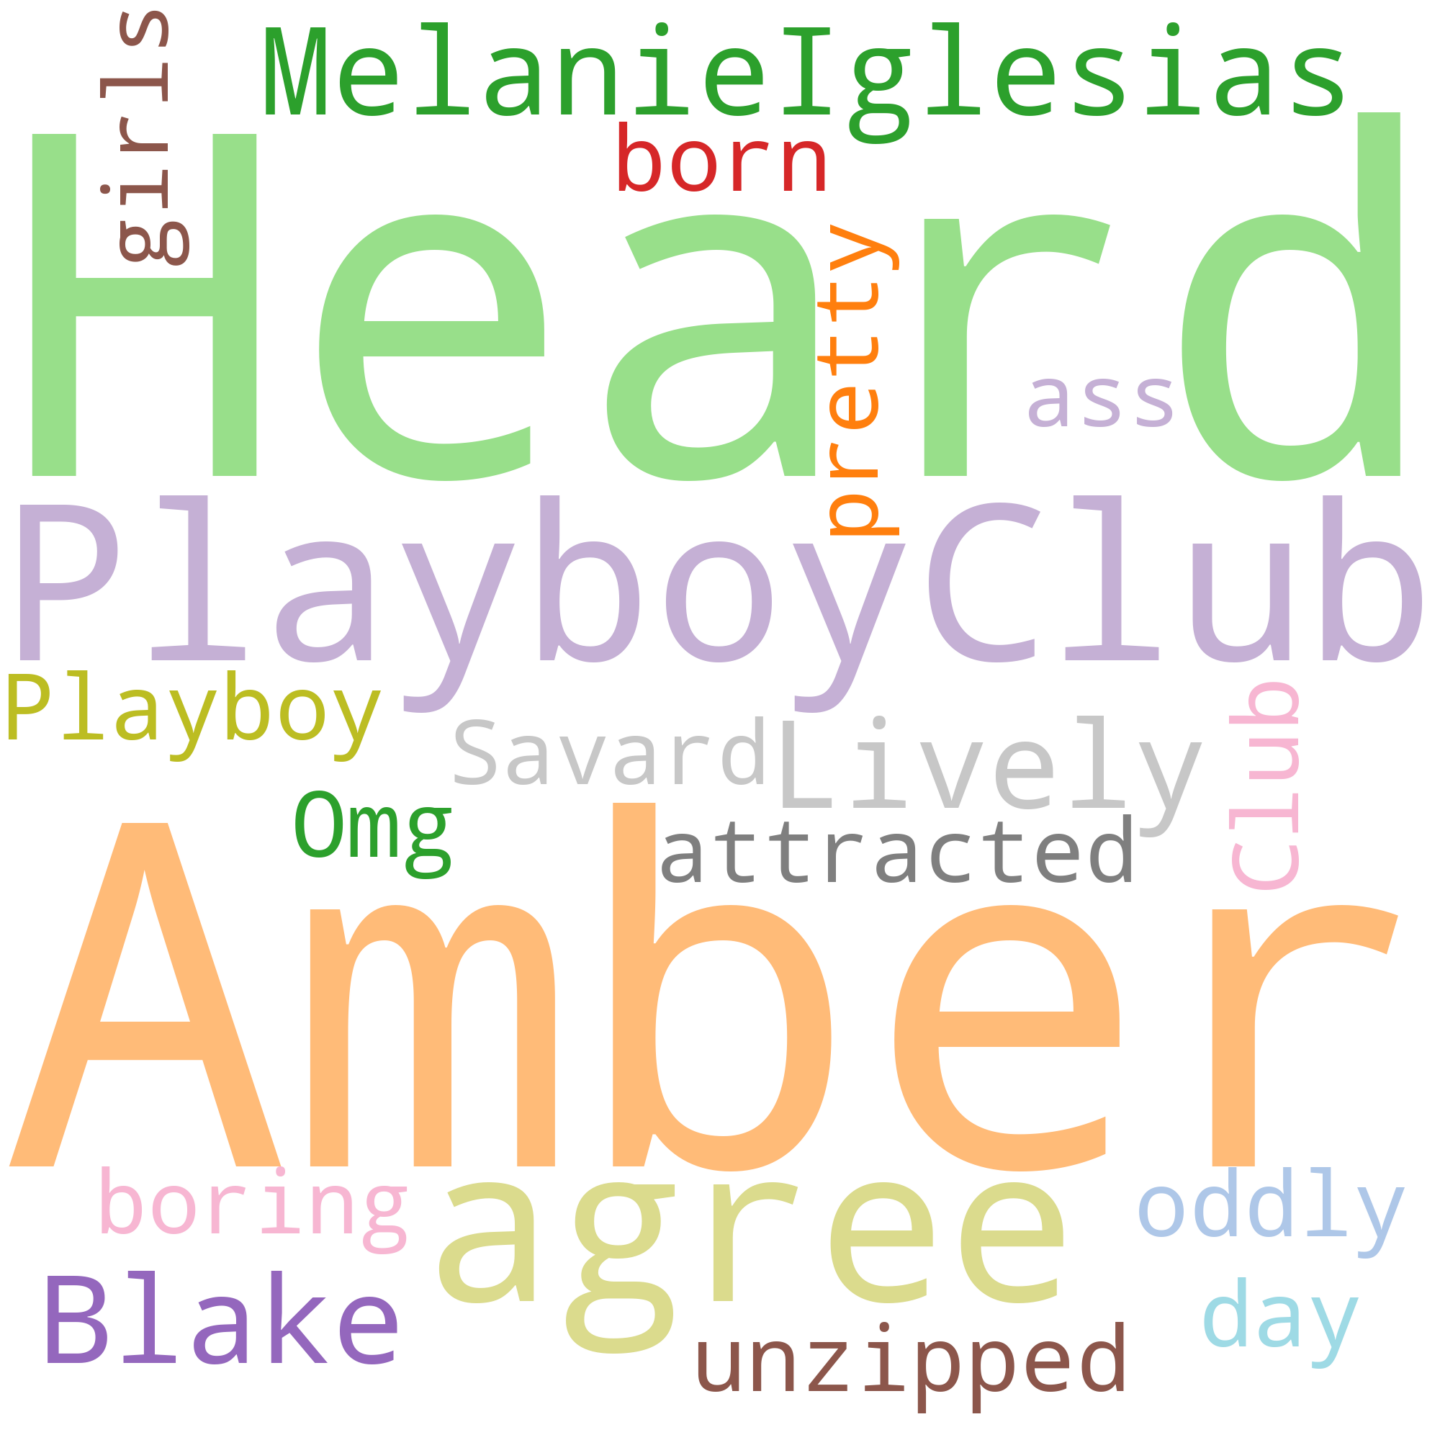 girls
MelanieIglesias
born
Heard
pretty
ass
PlayboyClub
Playboy
Savard
Lively
Club
Omg
attracted
Amber
boring
agree
oddly
Blake
day
unzipped